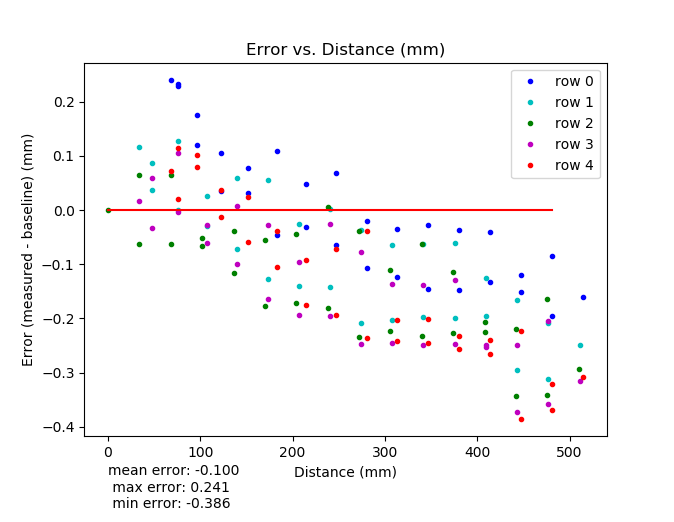 Error vs. Distance (mm)
Error (measured - baseline) (mm)
0.2
0.1
0.0
−0.1
−0.2
−0.3
−0.4
row 0
row 1
row 2
row 3
row 4
0 100 200 300 400 500
Distance (mm)
mean error: -0.100
max error: 0.241
min error: -0.386